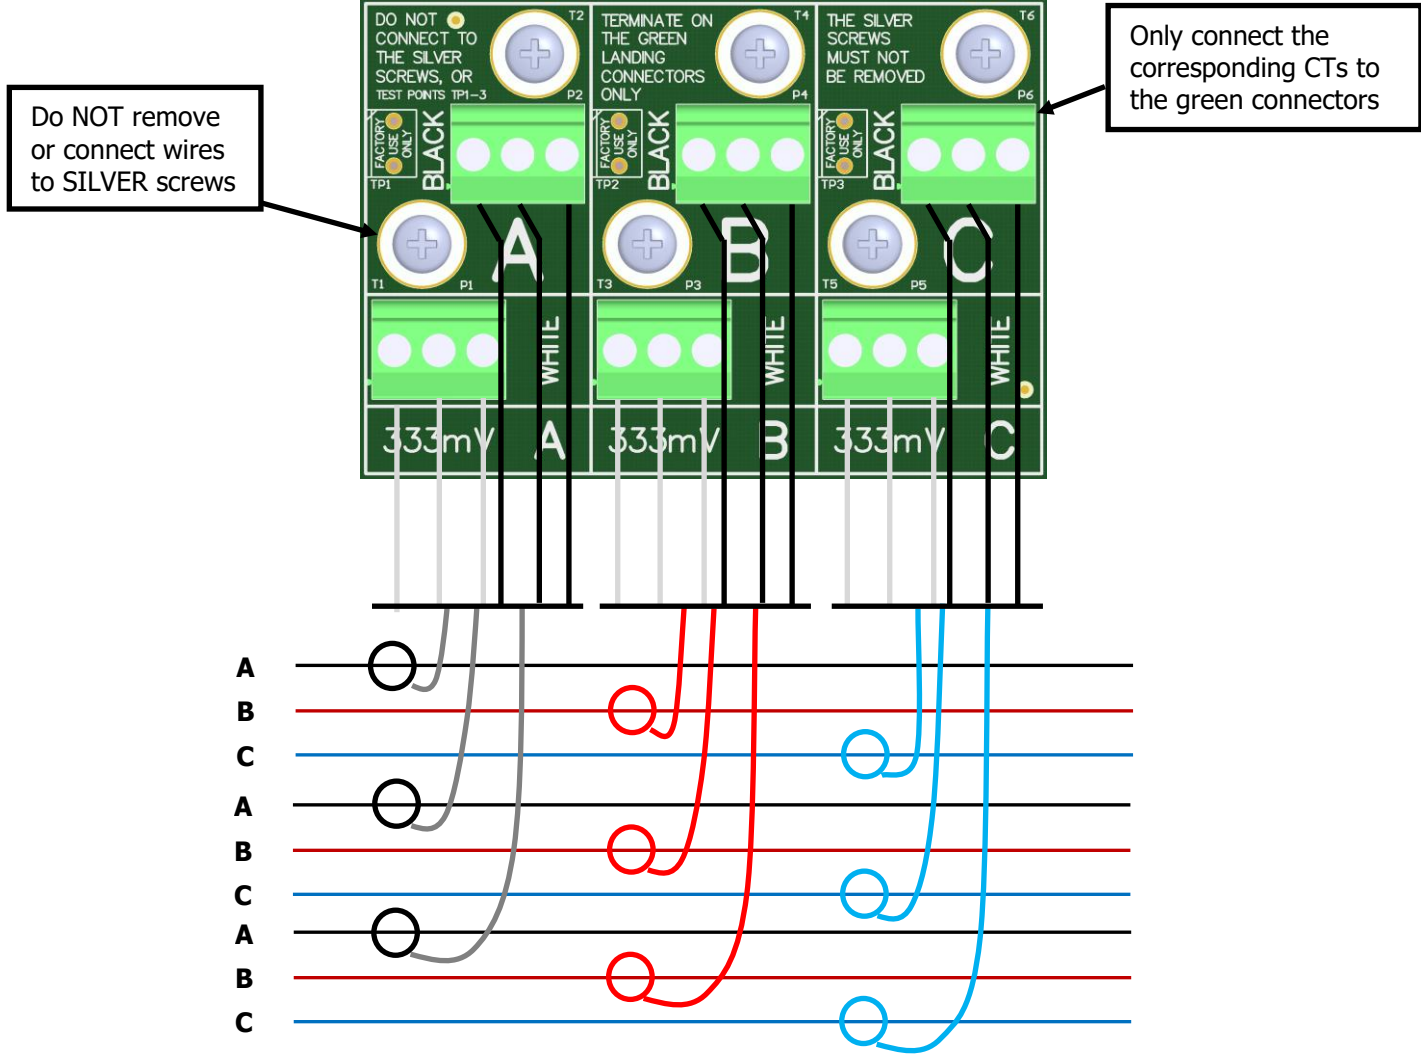 DO NOT
CONNECT TO
THE SILVER
SCREWS, OR
TEST POINTS TP1-3
T2
P2
TERMINATE ON
THE GREEN
LANDING
CONNECTORS
ONLY
T4
P4
THE SILVER
SCREWS
MUST NOT
BE REMOVED
T6
P6
Only connect the
corresponding CTs to
the green connectors
Do NOT remove
or connect wires
to SILVER screws
FACTORY
USE
ONLY
TP1
BLACK
FACTORY
USE
ONLY
TP2
BLACK
FACTORY
USE
ONLY
TP3
BLACK
A
B
C
T1
P1
T3
P3
T5
P5
WHITE
WHITE
WHITE
333mV
A
333mV
B
333mV
C
A
B
C
A
B
C
A
B
C